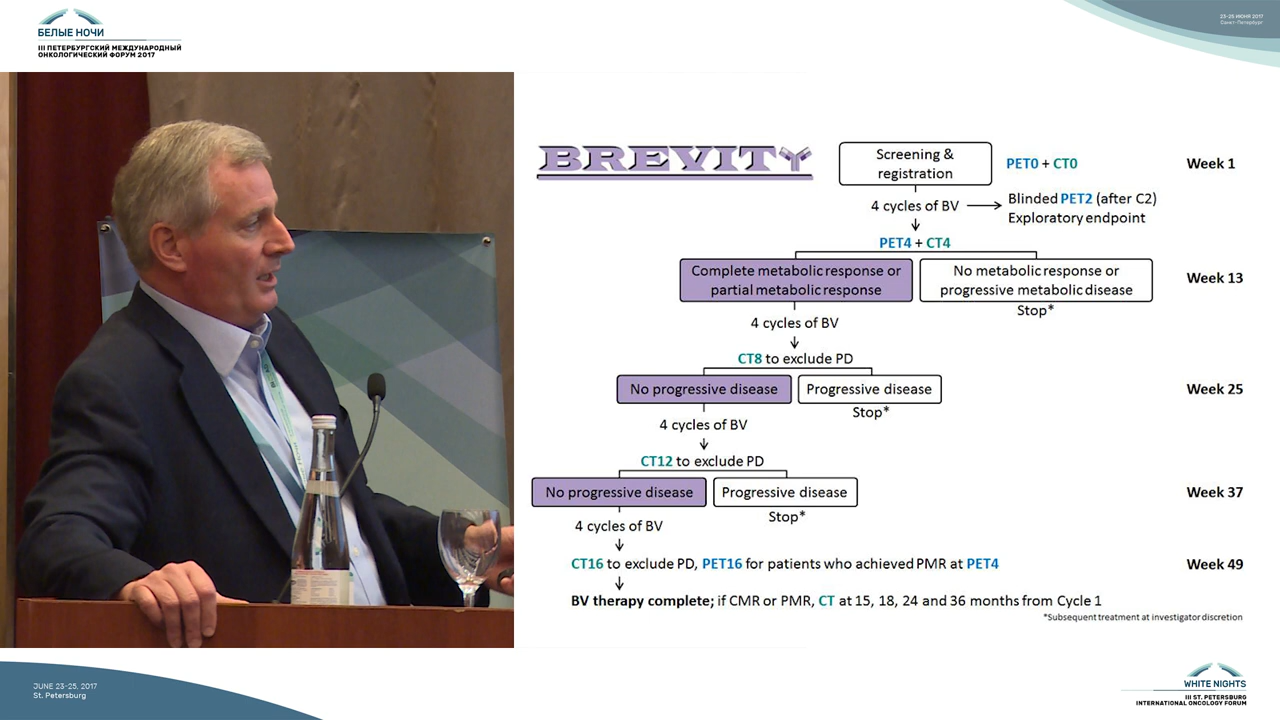 БЕЛЫЕ НОЧИ
III ПЕТЕРБУРГСКИЙ МЕЖДУНАРОДНЫЙ
ОНКОЛОГИЧЕСКИЙ ФОРУМ 2017
23-25 ИЮНЯ 2017
Санкт-Петербург
BREVITY
Screening &
registration
PET0 + CT0
Week 1
4 cycles of BV
Blinded PET2 (after C2)
Exploratory endpoint
PET4 + CT4
Complete metabolic response or
partial metabolic response
No metabolic response or
progressive metabolic disease
Week 13
Stop*
4 cycles of BV
CT8 to exclude PD
No progressive disease
Progressive disease
Week 25
Stop*
4 cycles of BV
CT12 to exclude PD
No progressive disease
Progressive disease
Week 37
Stop*
4 cycles of BV
CT16 to exclude PD, PET16 for patients who achieved PMR at PET4
Week 49
BV therapy complete; if CMR or PMR, CT at 15, 18, 24 and 36 months from Cycle 1
*Subsequent treatment at investigator discretion
JUNE 23-25, 2017
St. Petersburg
WHITE NIGHTS
III ST. PETERSBURG
INTERNATIONAL ONCOLOGY FORUM